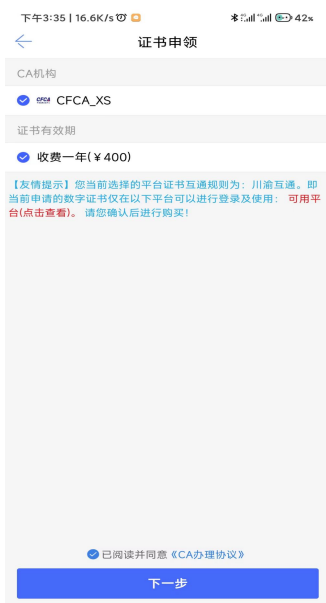 下午3:35 | 16.6K/s
42%
证书申领
CA机构
CFCA CFCA_XS
证书有效期
收费一年(¥400)
【友情提示】您当前选择的平台证书互通规则为：川渝互通。即
当前申请的数字证书仅在以下平台可以进行登录及使用： 可用平
台(点击查看)。 请您确认后进行购买！
已阅读并同意《CA办理协议》
下一步